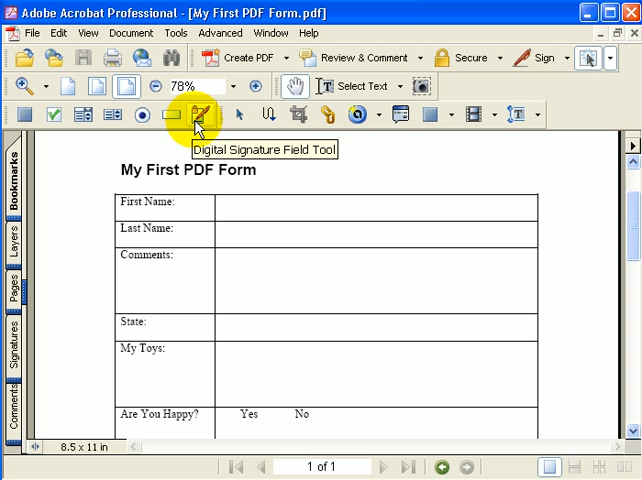 Adobe Acrobat Professional - [My First PDF Form.pdf]
File Edit View Document Tools Advanced Window Help
Create PDF Review & Comment Secure Sign
78% Select Text
Digital Signature Field Tool
My First PDF Form
First Name:
Last Name:
Comments:
State:
My Toys:
Are You Happy? Yes No
Bookmarks
Layers
Pages
Signatures
Comments
8.5 x 11 in
1 of 1